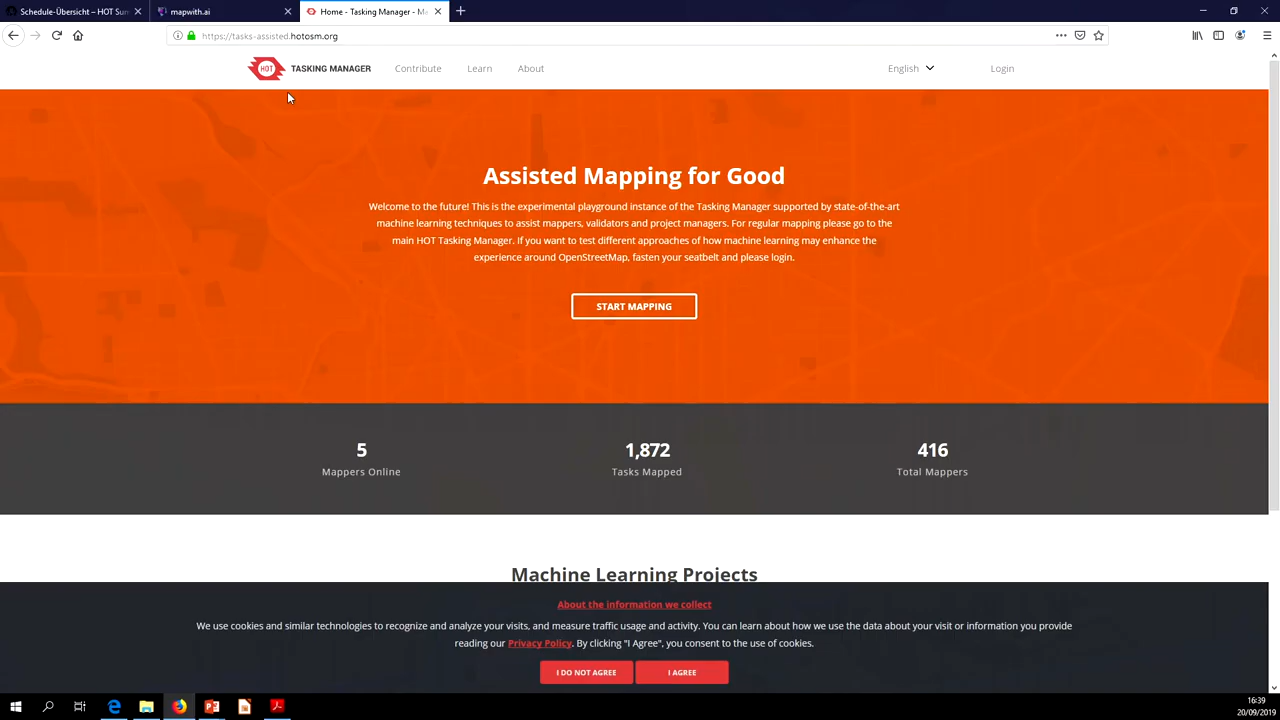 Schedule-Übersicht – HOT Sum
mapwith.ai
Home - Tasking Manager - Ma
https://tasks-assisted.hotosm.org
HOT
TASKING MANAGER
Contribute
Learn
About
English
Login
Assisted Mapping for Good
Welcome to the future! This is the experimental playground instance of the Tasking Manager supported by state-of-the-art
machine learning techniques to assist mappers, validators and project managers. For regular mapping please go to the
main HOT Tasking Manager. If you want to test different approaches of how machine learning may enhance the
experience around OpenStreetMap, fasten your seatbelt and please login.
START MAPPING
5
Mappers Online
1,872
Tasks Mapped
416
Total Mappers
Machine Learning Projects
About the information we collect
We use cookies and similar technologies to recognize and analyze your visits, and measure traffic usage and activity. You can learn about how we use the data about your visit or information you provide
reading our Privacy Policy. By clicking "I Agree", you consent to the use of cookies.
I DO NOT AGREE
I AGREE
16:39
20/09/2019